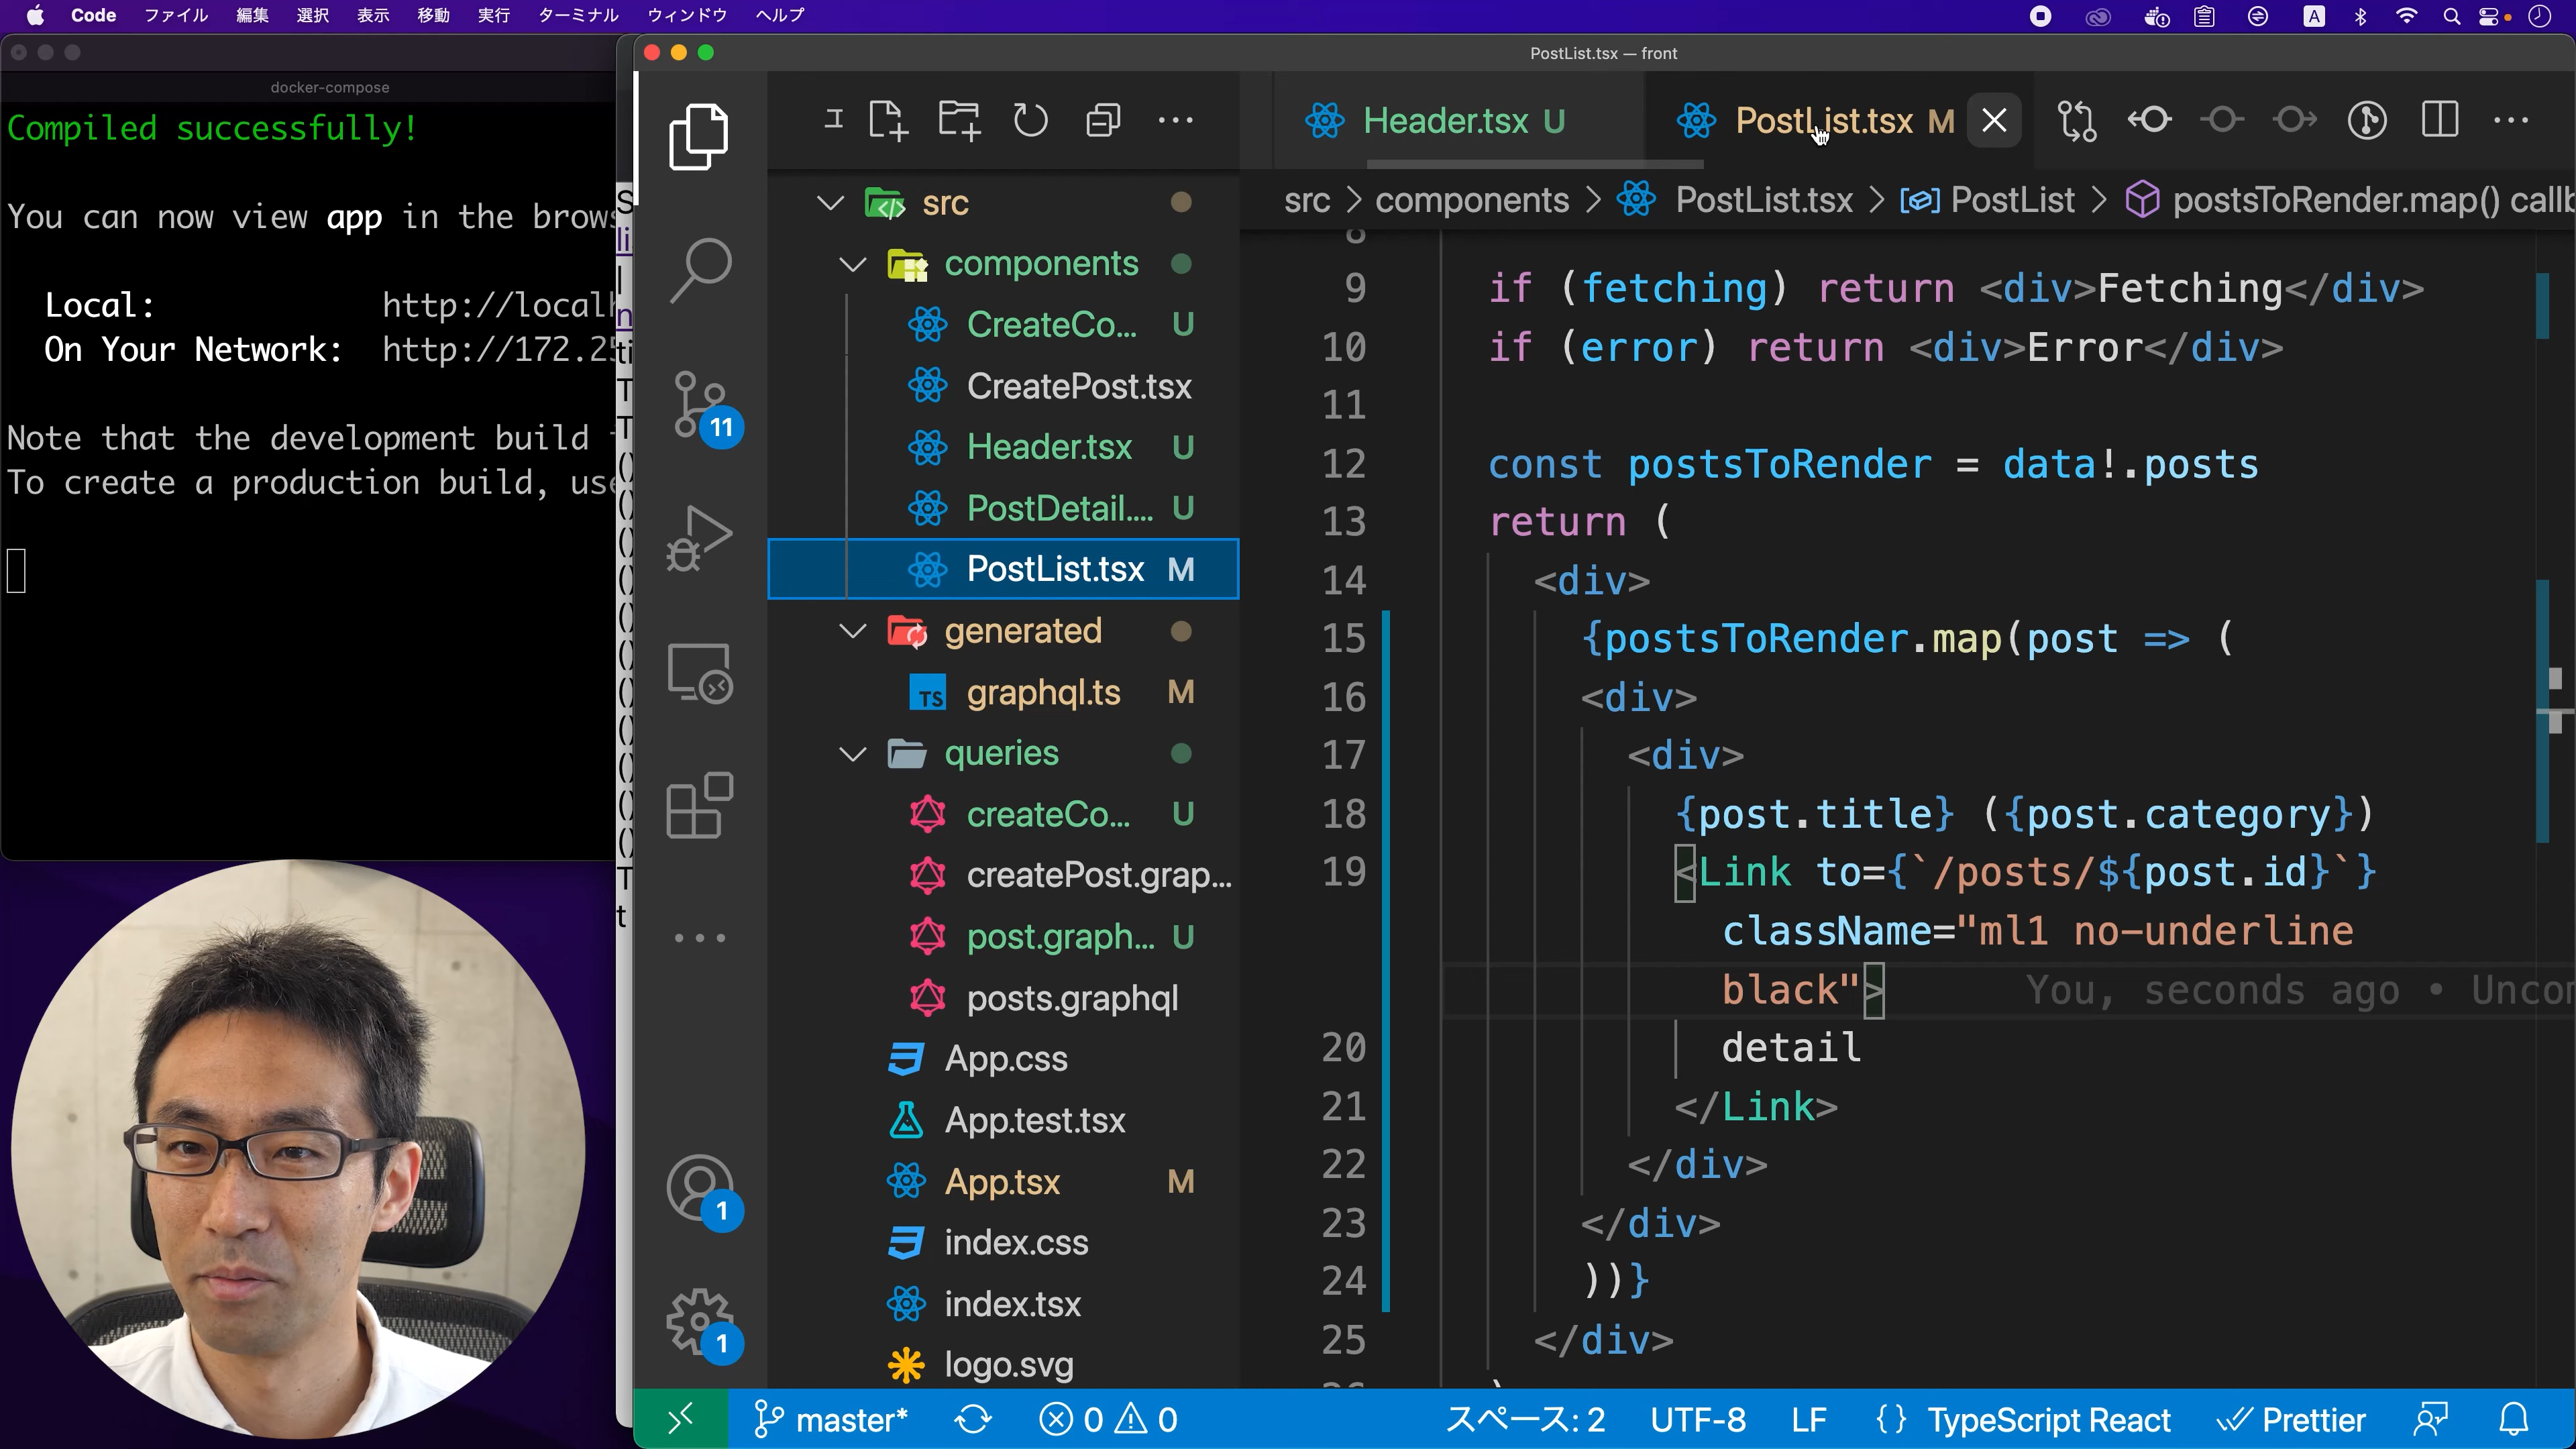 Code ファイル 編集 選択 表示 移動 実行 ターミナル ウィンドウ ヘルプ A
docker-compose
Compiled successfully!
You can now view app in the brows
Local: http://localh
On Your Network: http://172.25
Note that the development build
To create a production build, use
PostList.tsx — front
Header.tsx U
PostList.tsx M
src > components > PostList.tsx > PostList > postsToRender.map() callb
src
components
CreateCo... U
CreatePost.tsx
Header.tsx U
PostDetail.... U
PostList.tsx M
generated
TS graphql.ts M
queries
createCo... U
createPost.grap...
post.graph... U
posts.graphql
App.css
App.test.tsx
App.tsx M
index.css
index.tsx
logo.svg
11
1
1
8
9 if (fetching) return <div>Fetching</div>
10 if (error) return <div>Error</div>
11
12 const postsToRender = data!.posts
13 return (
14 <div>
15 {postsToRender.map(post => (
16 <div>
17 <div>
18 {post.title} ({post.category})
19 <Link to={`/posts/${post.id}`}
className="ml1 no-underline
black"> You, seconds ago • Uncom
20 detail
21 </Link>
22 </div>
23 </div>
24 ))}
25 </div>
master* 0 0 スペース: 2 UTF-8 LF {} TypeScript React Prettier